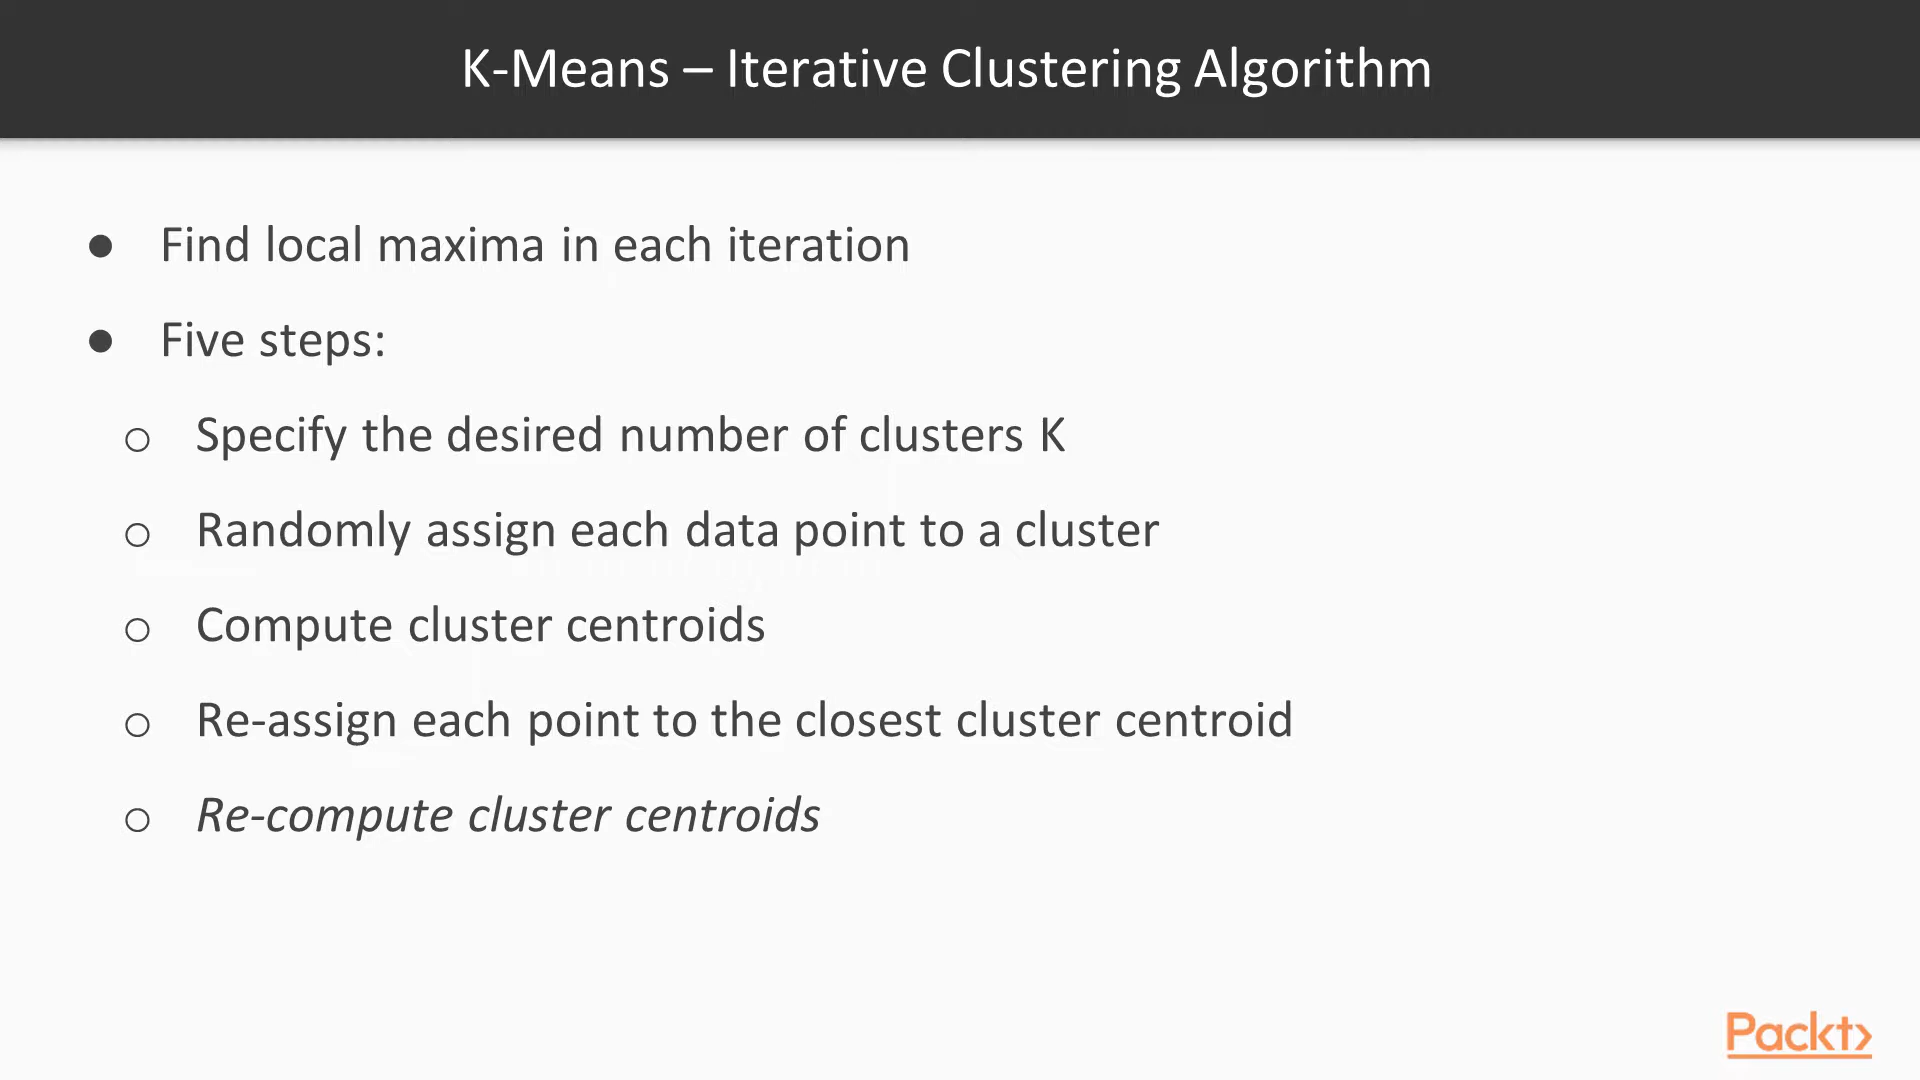 K-Means – Iterative Clustering Algorithm
● Find local maxima in each iteration
● Five steps:
○ Specify the desired number of clusters K
○ Randomly assign each data point to a cluster
○ Compute cluster centroids
○ Re-assign each point to the closest cluster centroid
○ Re-compute cluster centroids
Packt>